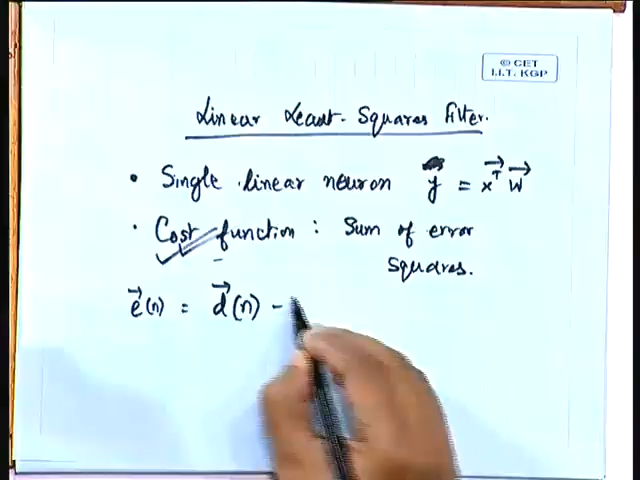 © CET
I.I.T. KGP
Linear Least-Squares Filter.
• Single linear neuron y⃗ = x⃗ᵀ w⃗
• Cost function : Sum of error
Squares.
e⃗(n) = d⃗(n) -